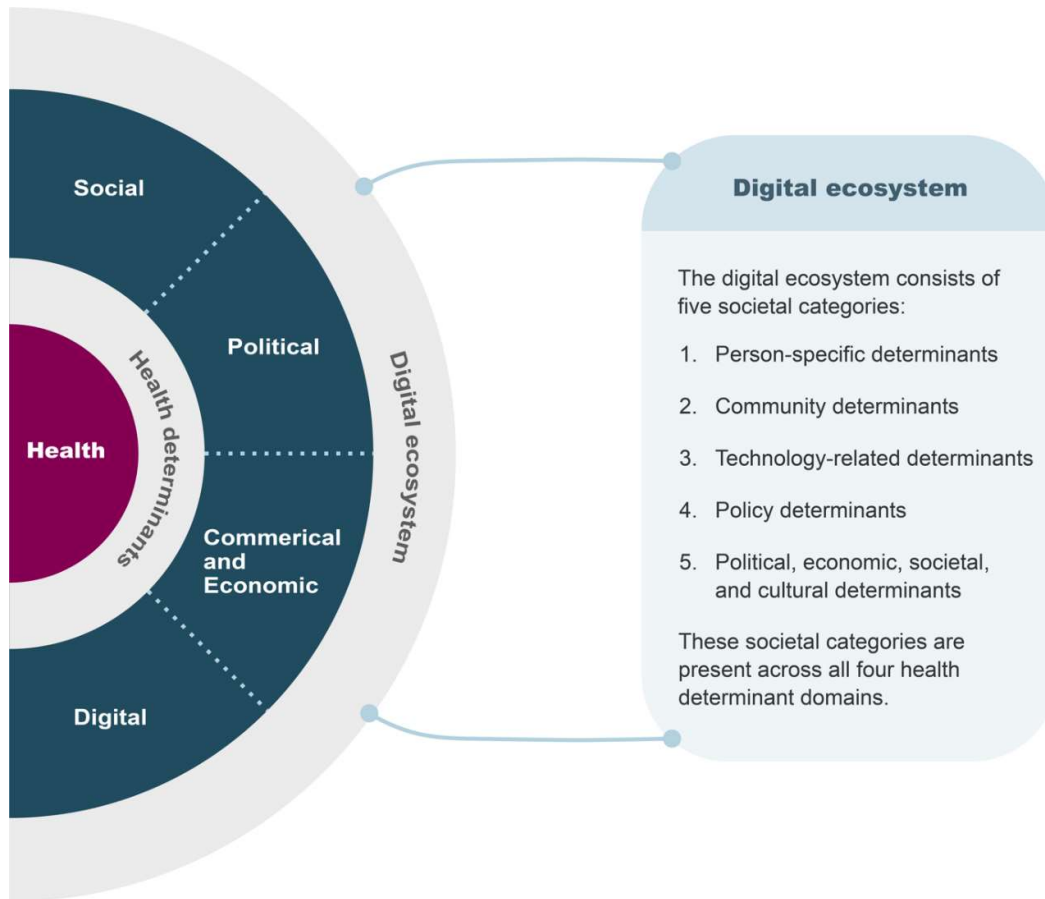 Social
Political
Health determinants
Health
Digital ecosystem
Commerical
and
Economic
Digital
Digital ecosystem
The digital ecosystem consists of
five societal categories:
1. Person-specific determinants
2. Community determinants
3. Technology-related determinants
4. Policy determinants
5. Political, economic, societal,
and cultural determinants
These societal categories are
present across all four health
determinant domains.